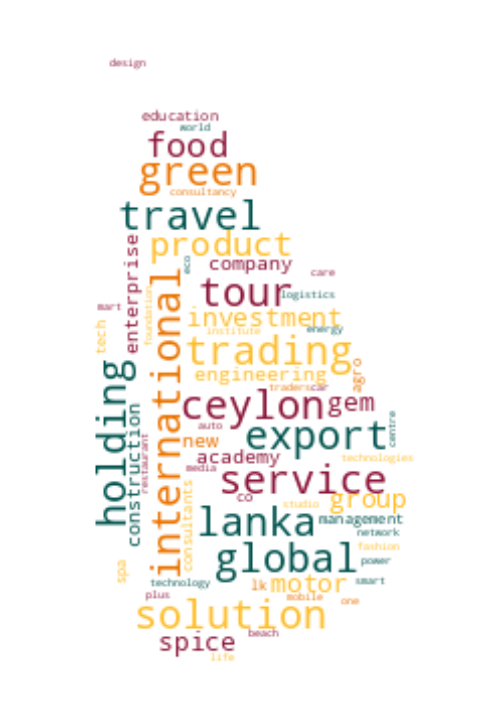 design
education
world
food
green
consultancy
travel
product
enterprise
company
eco
care
tour
logistics
international
foundation
mart
investment
tech
institute
energy
trading
engineering
agro
traders
car
holding
ceylon
gem
construction
export
centre
auto
new
restaurant
academy
technologies
media
service
co
group
studio
consultants
lanka
management
network
global
fashion
power
spa
technology
lk
motor
smart
plus
mobile
one
solution
spice
beach
life